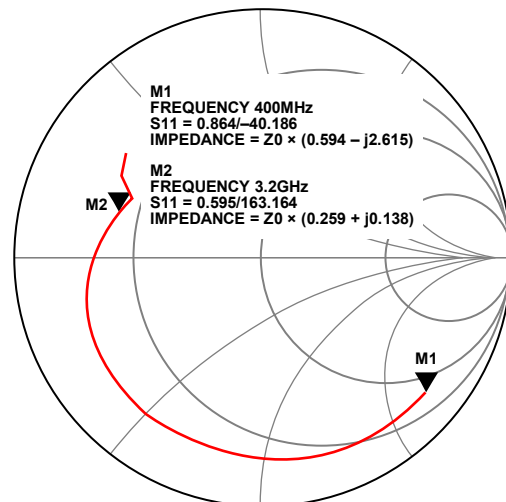 M1
FREQUENCY 400MHz
S11 = 0.864/–40.186
IMPEDANCE = Z0 × (0.594 – j2.615)
M2
FREQUENCY 3.2GHz
S11 = 0.595/163.164
IMPEDANCE = Z0 × (0.259 + j0.138)
M2
M1